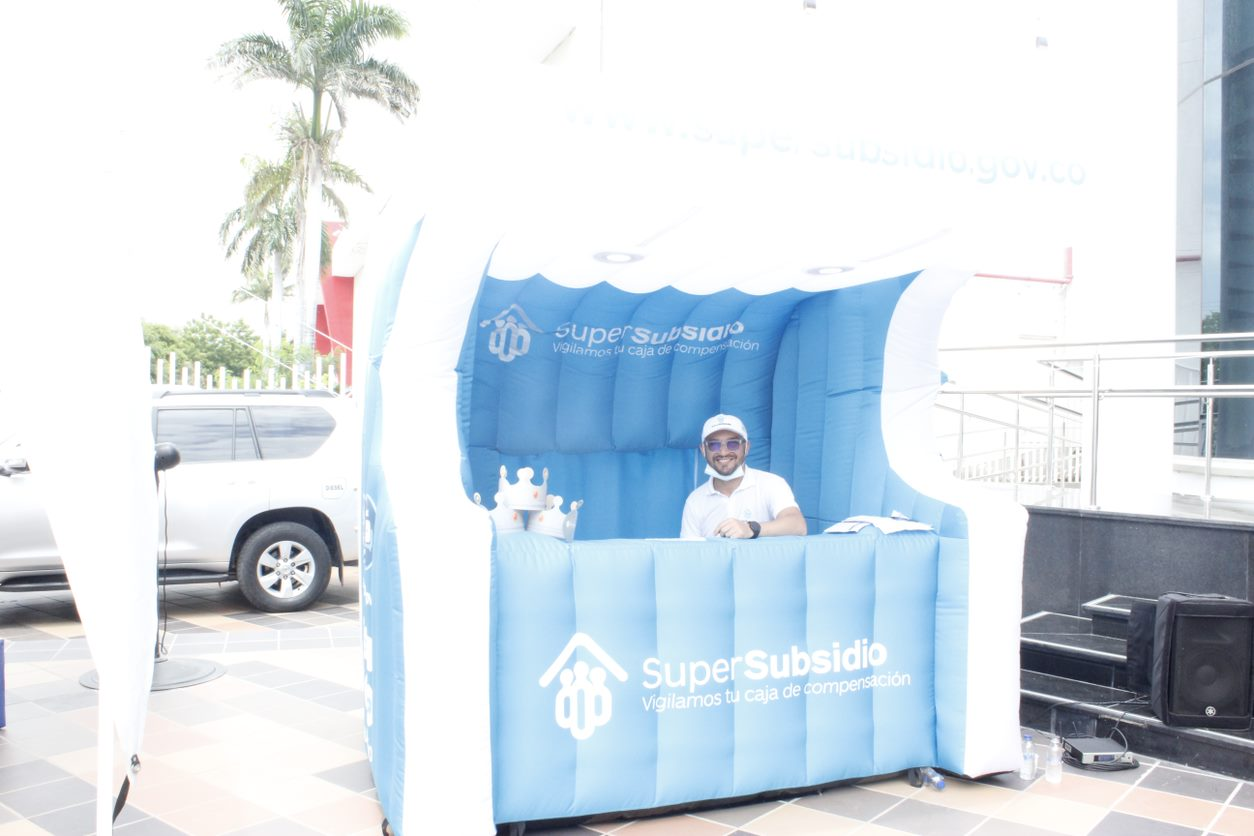 www.supersubsidio.gov.co
SuperSubsidio
Vigilamos tu caja de compensación
SuperSubsidio
Vigilamos tu caja de compensación
DIESEL